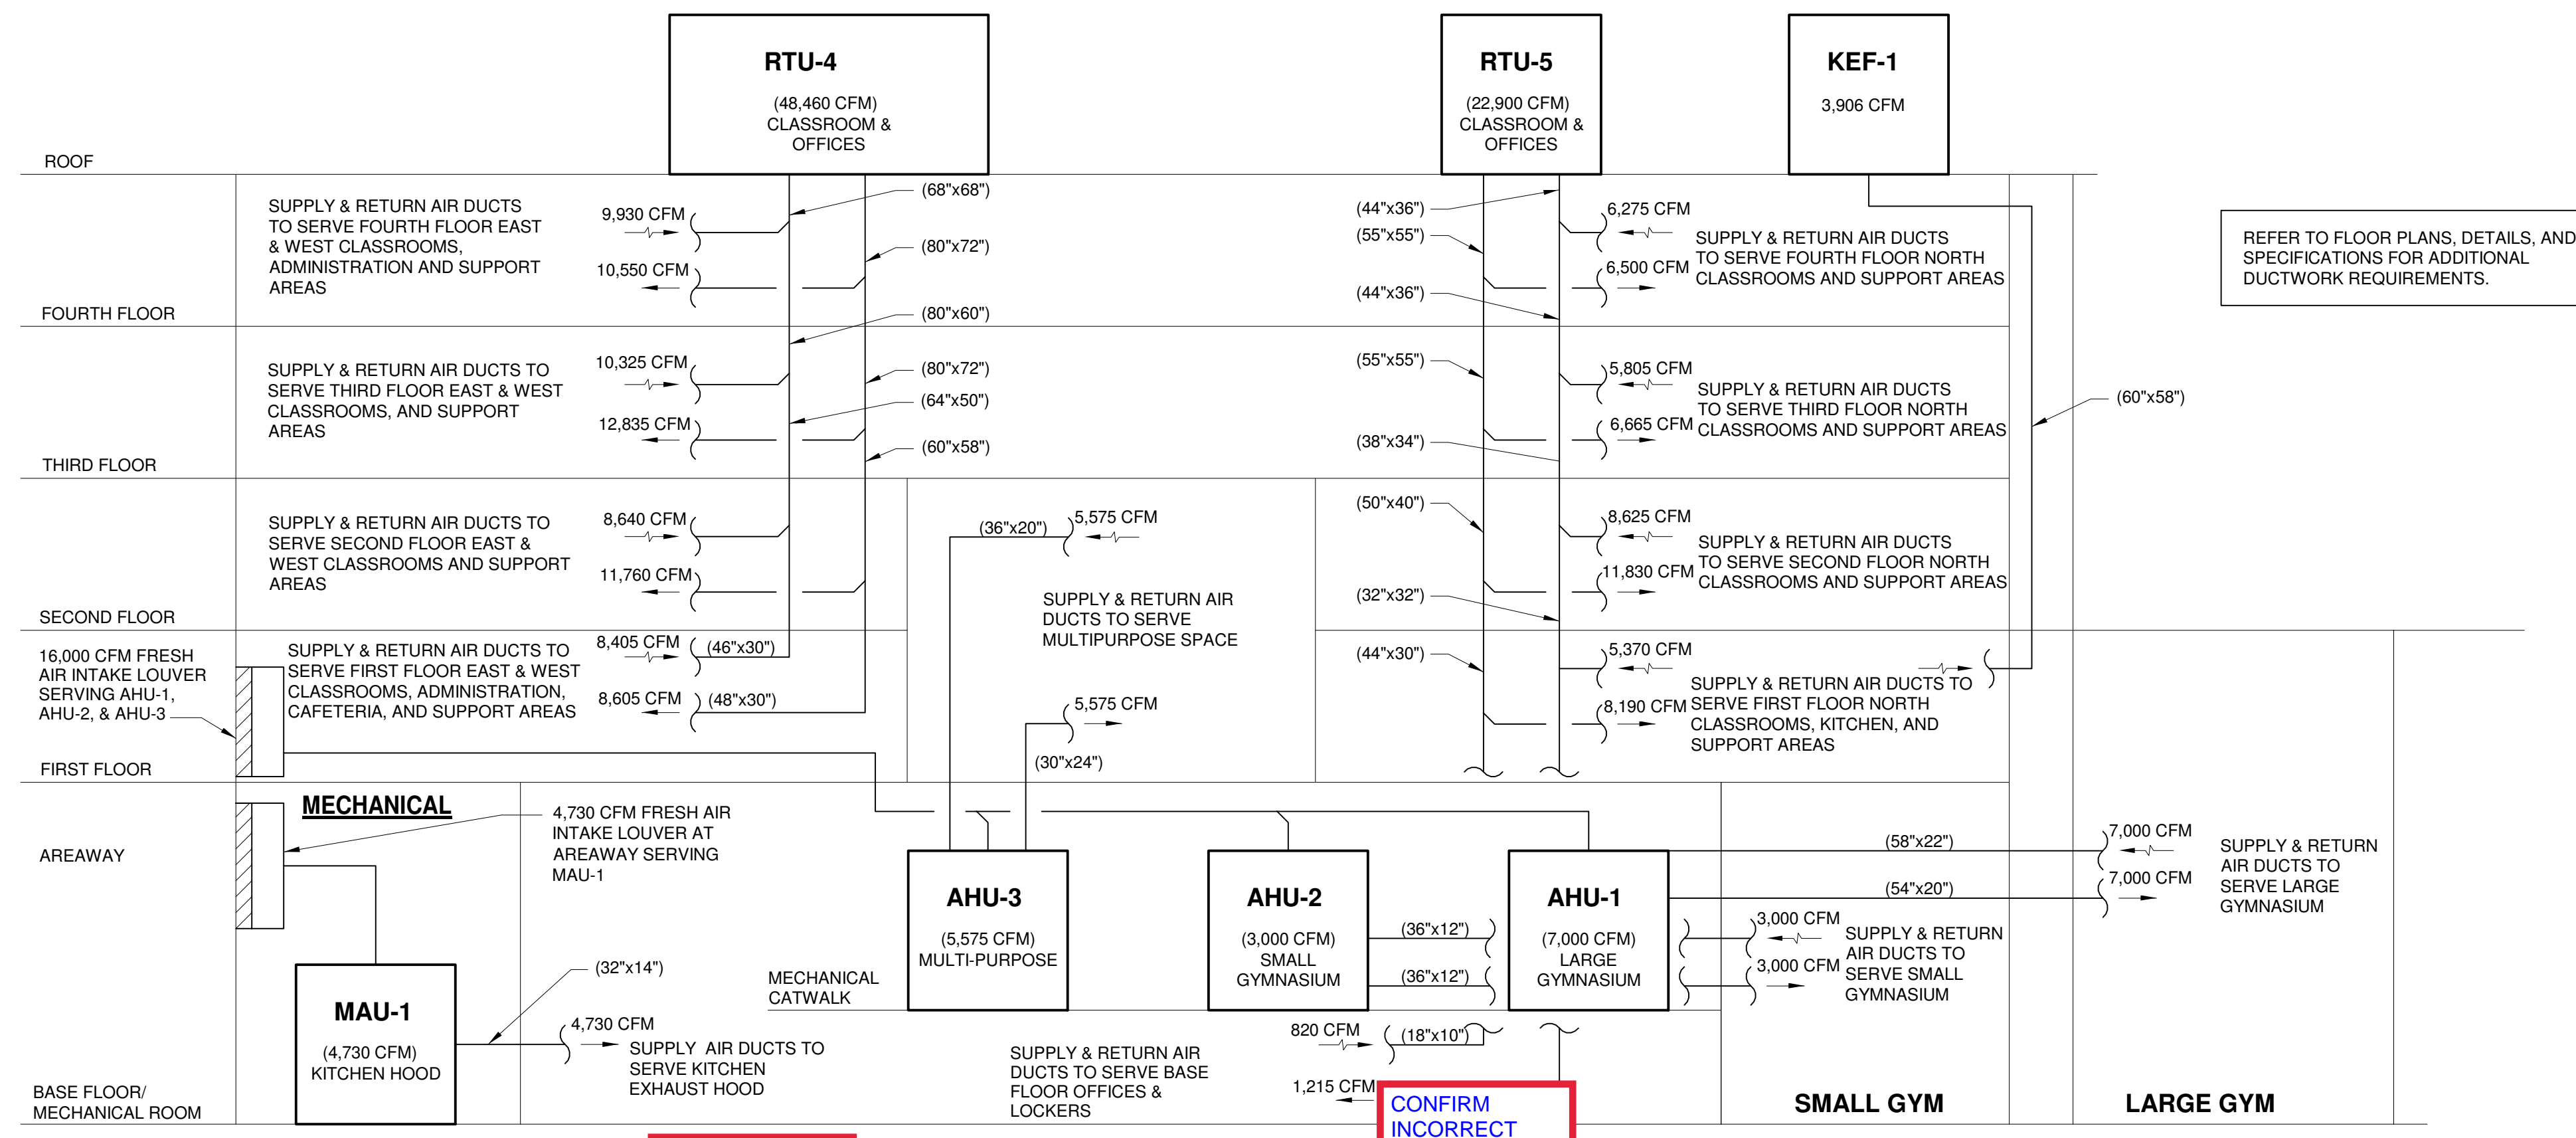 RTU-4
(48,460 CFM)
CLASSROOM &
OFFICES
RTU-5
(22,900 CFM)
CLASSROOM &
OFFICES
KEF-1
3,906 CFM
ROOF
SUPPLY & RETURN AIR DUCTS
TO SERVE FOURTH FLOOR EAST
& WEST CLASSROOMS,
ADMINISTRATION AND SUPPORT
AREAS
9,930 CFM
10,550 CFM
(68"x68")
(80"x72")
(80"x60")
(44"x36")
(55"x55")
(44"x36")
6,275 CFM
6,500 CFM
SUPPLY & RETURN AIR DUCTS
TO SERVE FOURTH FLOOR NORTH
CLASSROOMS AND SUPPORT AREAS
REFER TO FLOOR PLANS, DETAILS, AND
SPECIFICATIONS FOR ADDITIONAL
DUCTWORK REQUIREMENTS.
FOURTH FLOOR
SUPPLY & RETURN AIR DUCTS TO
SERVE THIRD FLOOR EAST & WEST
CLASSROOMS, AND SUPPORT
AREAS
10,325 CFM
12,835 CFM
(80"x72")
(64"x50")
(60"x58")
(55"x55")
(38"x34")
5,805 CFM
6,665 CFM
SUPPLY & RETURN AIR DUCTS
TO SERVE THIRD FLOOR NORTH
CLASSROOMS AND SUPPORT AREAS
(60"x58")
THIRD FLOOR
SUPPLY & RETURN AIR DUCTS TO
SERVE SECOND FLOOR EAST &
WEST CLASSROOMS AND SUPPORT
AREAS
8,640 CFM
11,760 CFM
(36"x20")
5,575 CFM
SUPPLY & RETURN AIR
DUCTS TO SERVE
MULTIPURPOSE SPACE
(50"x40")
(32"x32")
8,625 CFM
11,830 CFM
SUPPLY & RETURN AIR DUCTS
TO SERVE SECOND FLOOR NORTH
CLASSROOMS AND SUPPORT AREAS
SECOND FLOOR
16,000 CFM FRESH
AIR INTAKE LOUVER
SERVING AHU-1,
AHU-2, & AHU-3
SUPPLY & RETURN AIR DUCTS TO
SERVE FIRST FLOOR EAST & WEST
CLASSROOMS, ADMINISTRATION,
CAFETERIA, AND SUPPORT AREAS
8,405 CFM
(46"x30")
8,605 CFM
(48"x30")
5,575 CFM
(30"x24")
(44"x30")
5,370 CFM
8,190 CFM
SUPPLY & RETURN AIR DUCTS TO
SERVE FIRST FLOOR NORTH
CLASSROOMS, KITCHEN, AND
SUPPORT AREAS
FIRST FLOOR
MECHANICAL
4,730 CFM FRESH AIR
INTAKE LOUVER AT
AREAWAY SERVING
MAU-1
AREAWAY
AHU-3
(5,575 CFM)
MULTI-PURPOSE
AHU-2
(3,000 CFM)
SMALL
GYMNASIUM
(36"x12")
(36"x12")
AHU-1
(7,000 CFM)
LARGE
GYMNASIUM
(58"x22")
(54"x20")
7,000 CFM
7,000 CFM
SUPPLY & RETURN
AIR DUCTS TO
SERVE LARGE
GYMNASIUM
3,000 CFM
3,000 CFM
SUPPLY & RETURN
AIR DUCTS TO
SERVE SMALL
GYMNASIUM
MECHANICAL
CATWALK
MAU-1
(4,730 CFM)
KITCHEN HOOD
(32"x14")
4,730 CFM
SUPPLY AIR DUCTS TO
SERVE KITCHEN
EXHAUST HOOD
SUPPLY & RETURN AIR
DUCTS TO SERVE BASE
FLOOR OFFICES &
LOCKERS
820 CFM
(18"x10")
1,215 CFM
CONFIRM
INCORRECT
BASE FLOOR/
MECHANICAL ROOM
SMALL GYM
LARGE GYM